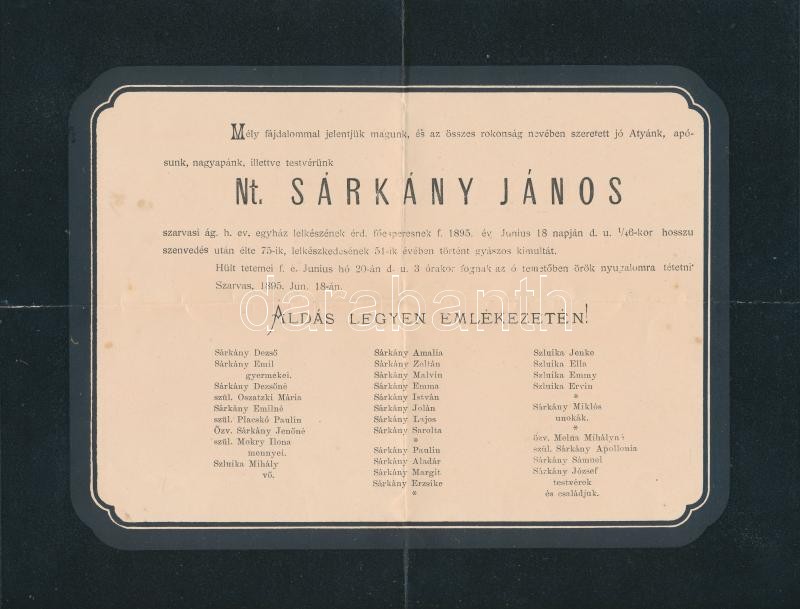 Mély fájdalommal jelentjük magunk, és az összes rokonság nevében szeretett jó Atyánk, apó-
sunk, nagyapánk, illettve testvérünk
Nt. SÁRKÁNY JÁNOS
szarvasi ág. h. ev. egyház lelkészének érd. főesperesnek f. 1895. év Junius 18 napján d. u. ¼6-kor hosszu
szenvedés után élte 75-ik, lelkészkedésének 51-ik évében történt gyászos kimultát.
Hült tetemei f. é. Junius hó 20-án d. u. 3 órakor fognak az ó temetőben örök nyugalomra tétetni
Szarvas, 1895. Jun. 18-án.
darabanth
ÁLDÁS LEGYEN EMLÉKEZETÉN!
Sárkány Dezső
Sárkány Emil
gyermekei.
Sárkány Dezsőné
szül. Oszatzki Mária
Sárkány Emilné
szül. Placskó Paulin
Özv. Sárkány Jenőné
szül. Mokry Ilona
mennyei.
Szluika Mihály
vő.
Sárkány Amalia
Sárkány Zoltán
Sárkány Malvin
Sárkány Emma
Sárkány István
Sárkány Jolán
Sárkány Lajos
Sárkány Sarolta
*
Sárkány Paulin
Sárkány Aladár
Sárkány Margit
Sárkány Erzsike
*
Szluika Jenke
Szluika Ella
Szluika Emmy
Szluika Ervin
*
Sárkány Miklós
unokák.
*
özv. Melna Mihályné
szül. Sárkány Apollonia
Sárkány Sámuel
Sárkány József
testvérek
és családjuk.